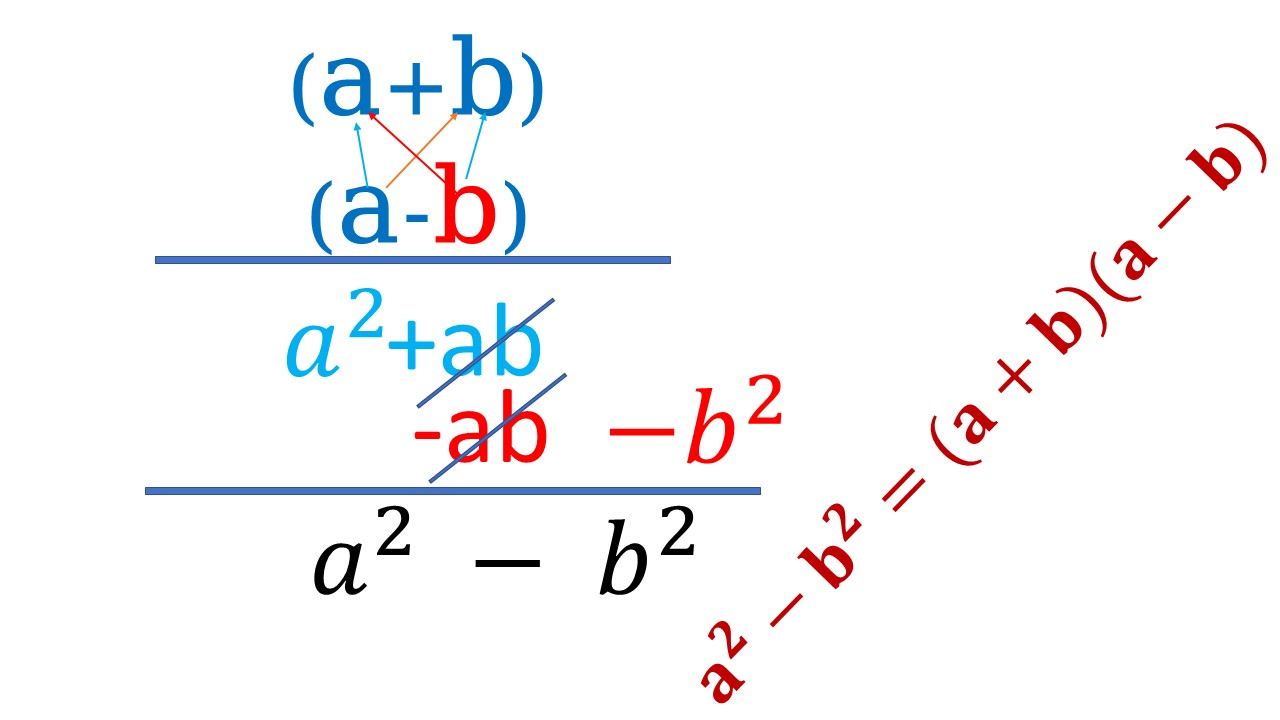 (a+b)
(a-b)
a²+ab
-ab −b²
a² − b²
a² − b² = (a + b)(a − b)